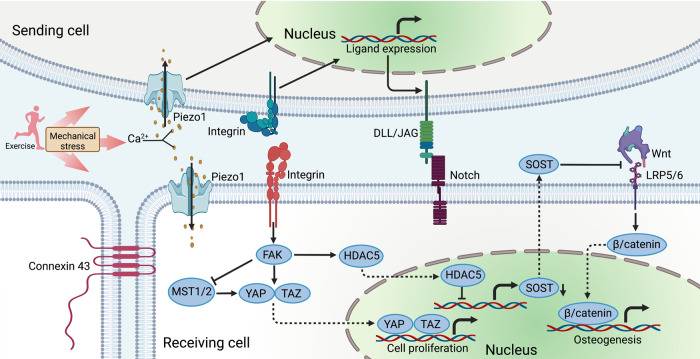 Sending cell
Nucleus
Ligand expression
Piezo1
Integrin
DLL/JAG
Exercise
Mechanical
stress
Ca2+
Wnt
SOST
LRP5/6
Piezo1
Integrin
Notch
β/catenin
FAK
HDAC5
Connexin 43
HDAC5
MST1/2
YAP
TAZ
SOST
β/catenin
YAP
TAZ
Osteogenesis
Cell proliferation
Receiving cell
Nucleus